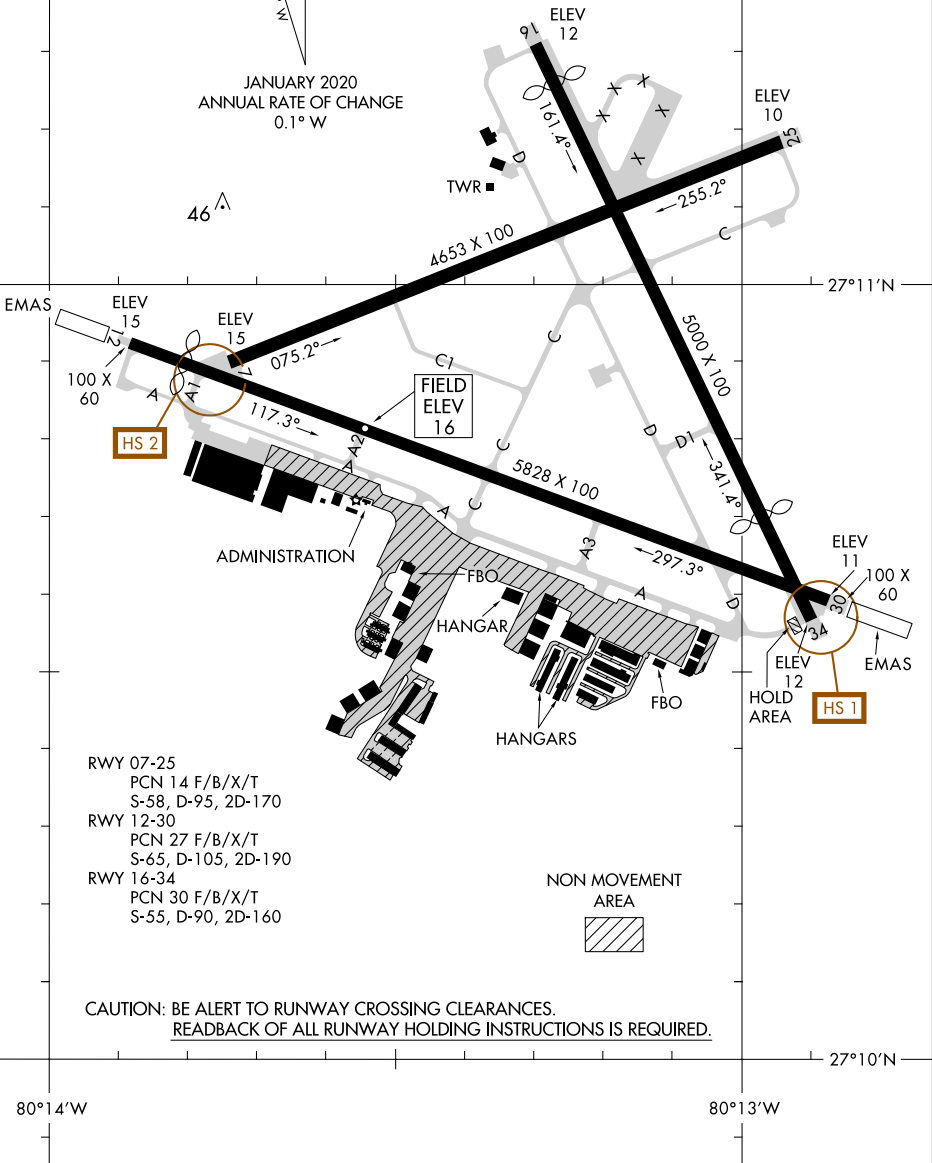 JANUARY 2020
ANNUAL RATE OF CHANGE
0.1° W
16
ELEV
12
ELEV
10
25
161.4°
D
TWR
46
255.2°
C
4653 X 100
27°11'N
EMAS
ELEV
15
ELEV
15
12
7
075.2°
5000 X 100
C
C1
100 X
60
A
A1
FIELD
ELEV
16
117.3°
HS 2
A2
A
C
D
D1
341.4°
5828 X 100
A
C
A3
297.3°
ADMINISTRATION
FBO
HANGAR
A
D
ELEV
11
100 X
60
30
34
ELEV
12
EMAS
HOLD
AREA
HS 1
FBO
HANGARS
RWY 07-25
PCN 14 F/B/X/T
S-58, D-95, 2D-170
RWY 12-30
PCN 27 F/B/X/T
S-65, D-105, 2D-190
RWY 16-34
PCN 30 F/B/X/T
S-55, D-90, 2D-160
NON MOVEMENT
AREA
CAUTION: BE ALERT TO RUNWAY CROSSING CLEARANCES.
READBACK OF ALL RUNWAY HOLDING INSTRUCTIONS IS REQUIRED.
27°10'N
80°14'W
80°13'W